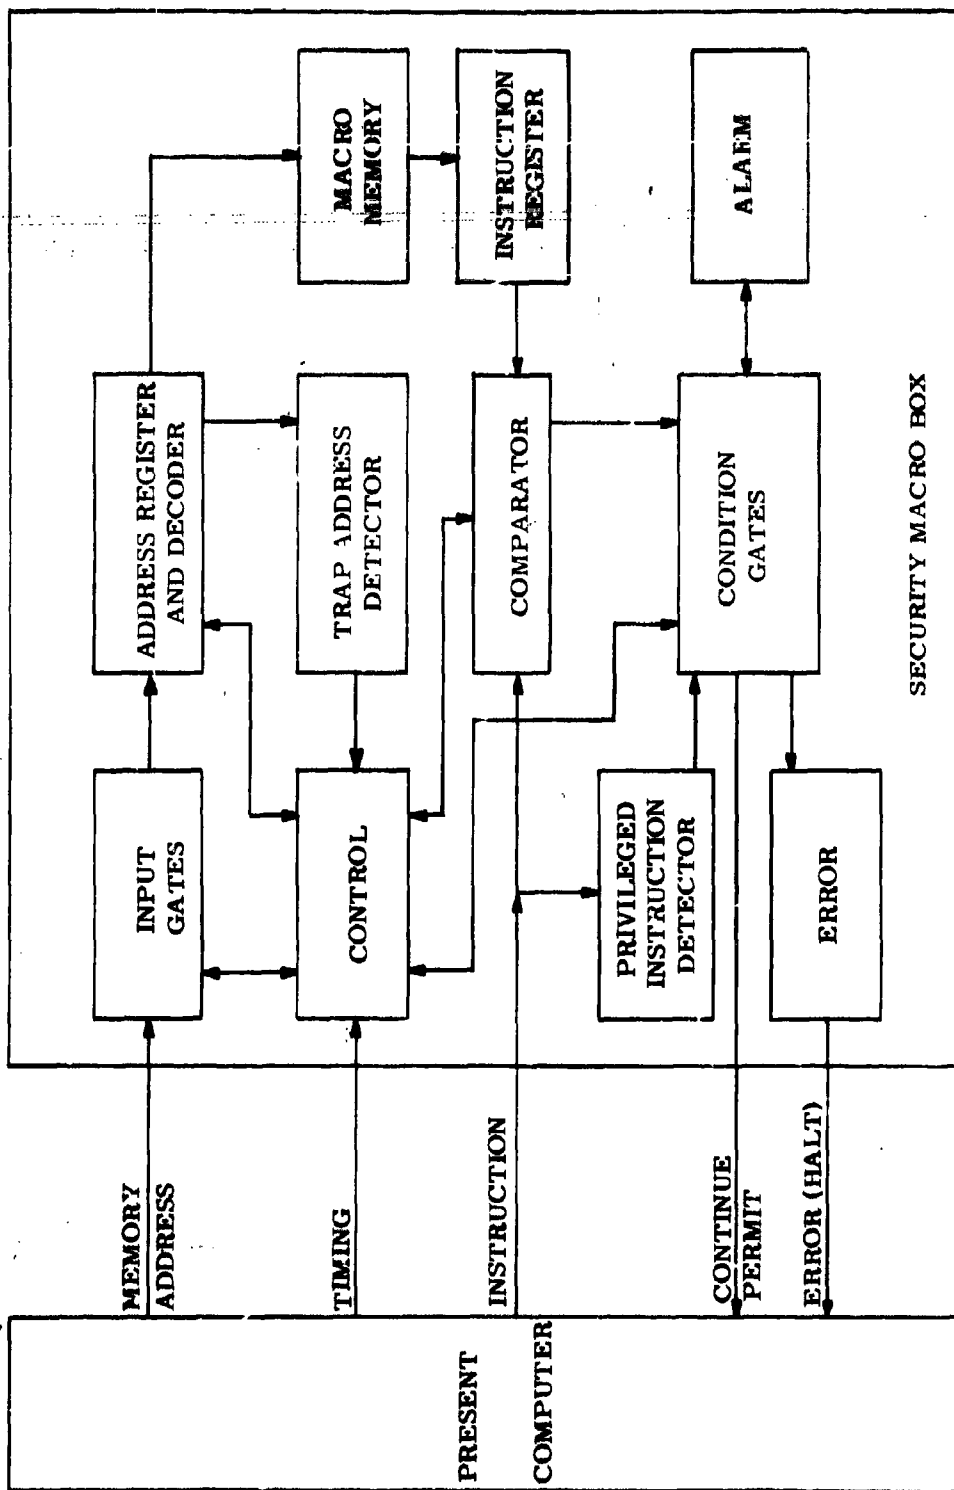 PRESENT
COMPUTER
MEMORY
ADDRESS
TIMING
INSTRUCTION
CONTINUE
PERMIT
ERROR (HALT)
INPUT
GATES
CONTROL
PRIVILEGED
INSTRUCTION
DETECTOR
ERROR
ADDRESS REGISTER
AND DECODER
TRAP ADDRESS
DETECTOR
COMPARATOR
CONDITION
GATES
MACRO
MEMORY
INSTRUCTION
REGISTER
ALARM
SECURITY MACRO BOX